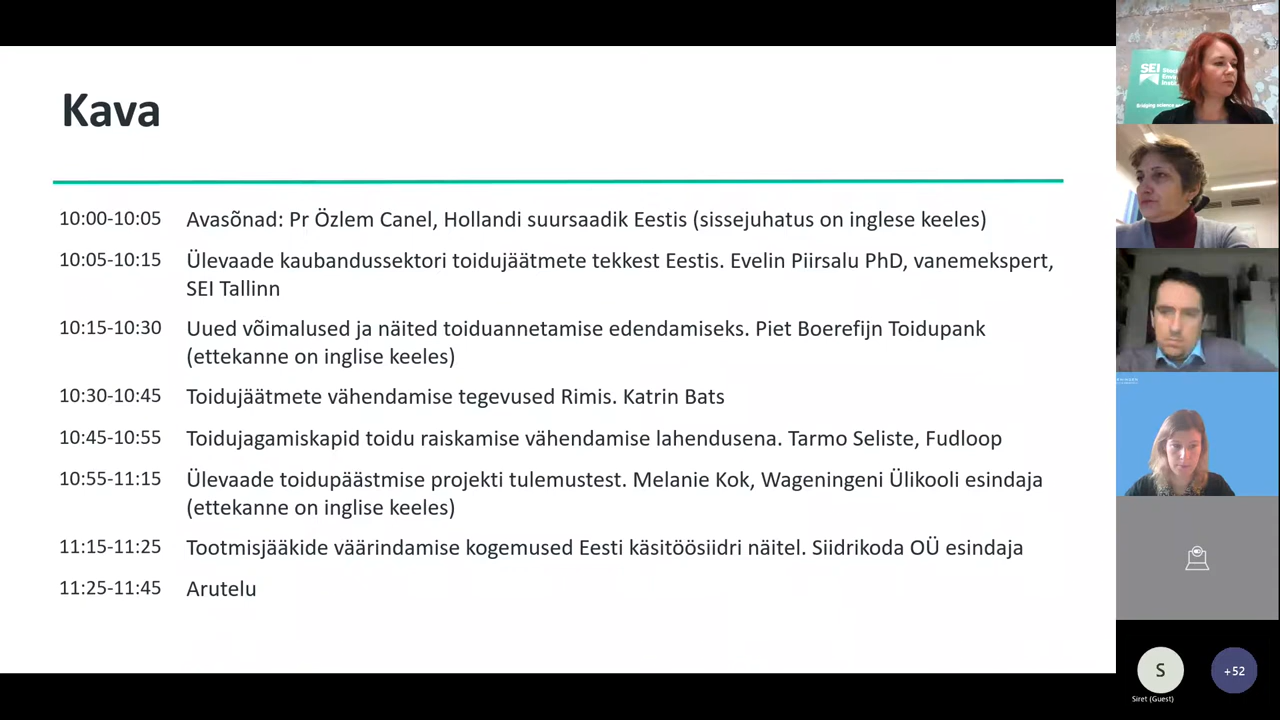 Kava
10:00-10:05 Avasõnad: Pr Özlem Canel, Hollandi suursaadik Eestis (sissejuhatus on inglese keeles)
10:05-10:15 Ülevaade kaubandussektori toidujäätmete tekkest Eestis. Evelin Piirsalu PhD, vanemekspert,
SEI Tallinn
10:15-10:30 Uued võimalused ja näited toiduannetamise edendamiseks. Piet Boerefijn Toidupank
(ettekanne on inglise keeles)
10:30-10:45 Toidujäätmete vähendamise tegevused Rimis. Katrin Bats
10:45-10:55 Toidujagamiskapid toidu raiskamise vähendamise lahendusena. Tarmo Seliste, Fudloop
10:55-11:15 Ülevaade toidupäästmise projekti tulemustest. Melanie Kok, Wageningeni Ülikooli esindaja
(ettekanne on inglise keeles)
11:15-11:25 Tootmisjääkide väärindamise kogemused Eesti käsitöösiidri näitel. Siidrikoda OÜ esindaja
11:25-11:45 Arutelu
SEI
Bridging
S
+52
Siret (Guest)